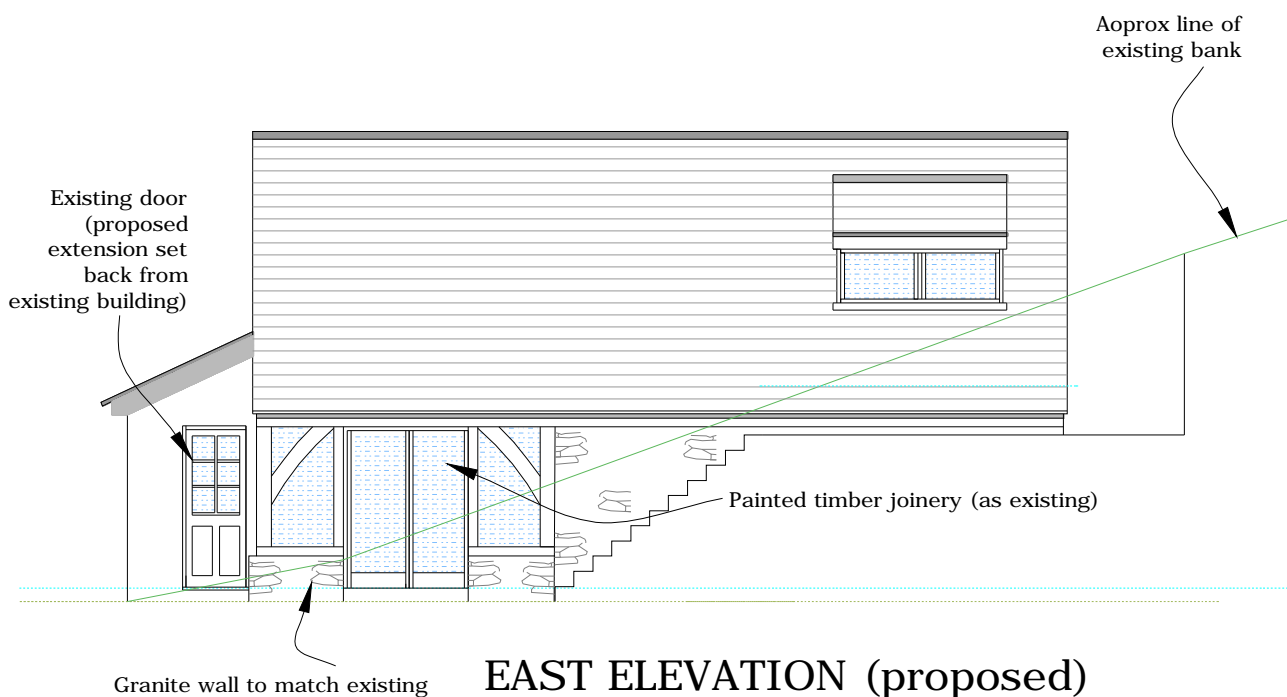 Aoprox line of
existing bank
Existing door
(proposed
extension set
back from
existing building)
Painted timber joinery (as existing)
Granite wall to match existing
EAST ELEVATION (proposed)